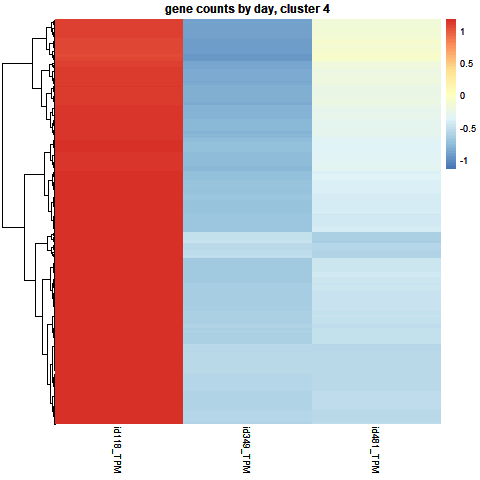 gene counts by day, cluster 4
1
0.5
0
-0.5
-1
id118_TPM
id349_TPM
id481_TPM